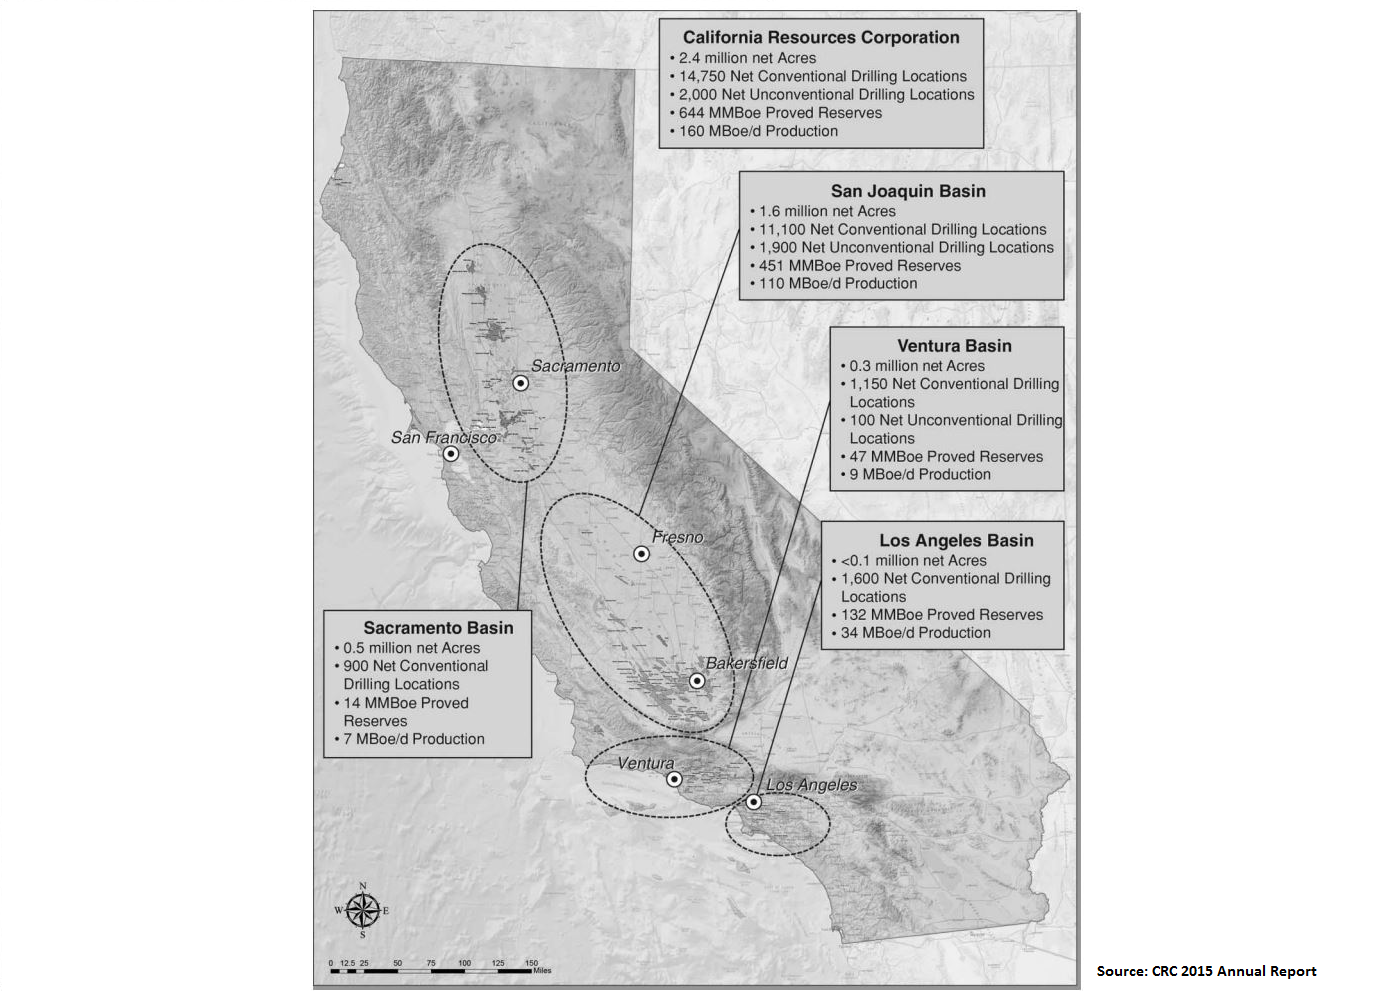 California Resources Corporation
• 2.4 million net Acres
• 14,750 Net Conventional Drilling Locations
• 2,000 Net Unconventional Drilling Locations
• 644 MMBoe Proved Reserves
• 160 MBoe/d Production
San Joaquin Basin
• 1.6 million net Acres
• 11,100 Net Conventional Drilling Locations
• 1,900 Net Unconventional Drilling Locations
• 451 MMBoe Proved Reserves
• 110 MBoe/d Production
Ventura Basin
• 0.3 million net Acres
• 1,150 Net Conventional Drilling
Locations
• 100 Net Unconventional Drilling
Locations
• 47 MMBoe Proved Reserves
• 9 MBoe/d Production
Sacramento
San Francisco
Fresno
Los Angeles Basin
• <0.1 million net Acres
• 1,600 Net Conventional Drilling
Locations
• 132 MMBoe Proved Reserves
• 34 MBoe/d Production
Sacramento Basin
• 0.5 million net Acres
• 900 Net Conventional
Drilling Locations
• 14 MMBoe Proved
Reserves
• 7 MBoe/d Production
Bakersfield
Ventura
Los Angeles
N
W E
S
0 12.5 25 50 75 100 125 150
Miles
Source: CRC 2015 Annual Report